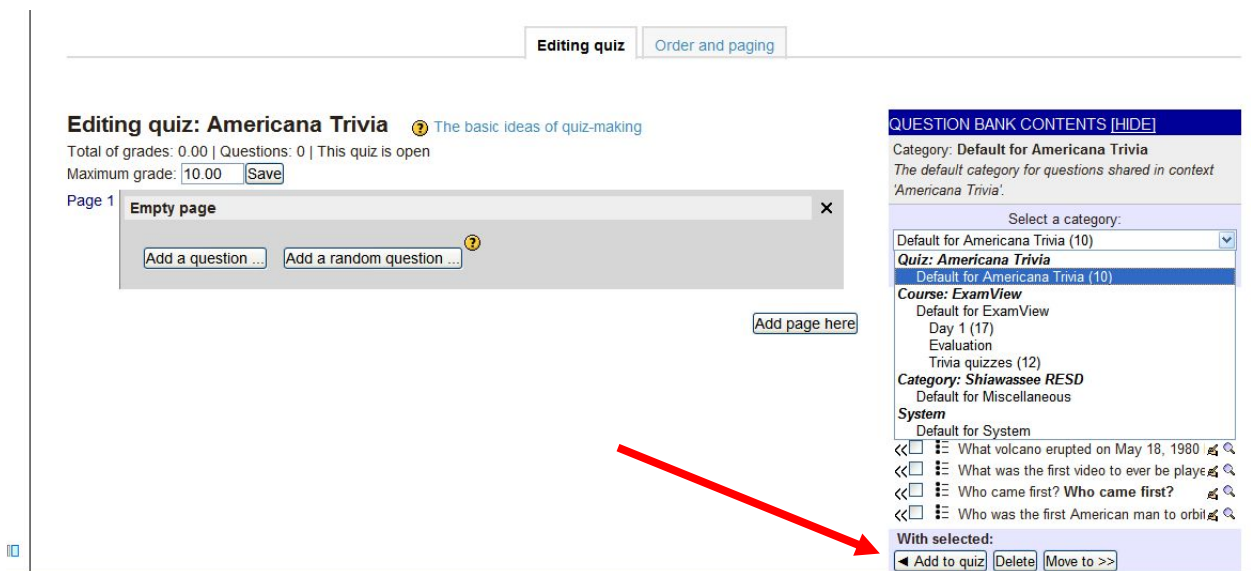 Editing quiz
Order and paging
Editing quiz: Americana Trivia The basic ideas of quiz-making
Total of grades: 0.00 | Questions: 0 | This quiz is open
Maximum grade: 10.00 Save
Page 1 Empty page
Add a question ... Add a random question ...
Add page here
QUESTION BANK CONTENTS [HIDE]
Category: Default for Americana Trivia
The default category for questions shared in context
'Americana Trivia'.
Select a category:
Default for Americana Trivia (10)
Quiz: Americana Trivia
Default for Americana Trivia (10)
Course: ExamView
Default for ExamView
Day 1 (17)
Evaluation
Trivia quizzes (12)
Category: Shiawassee RESD
Default for Miscellaneous
System
Default for System
What volcano erupted on May 18, 1980
What was the first video to ever be playe
Who came first? Who came first?
Who was the first American man to orbit
With selected:
◄ Add to quiz Delete Move to >>